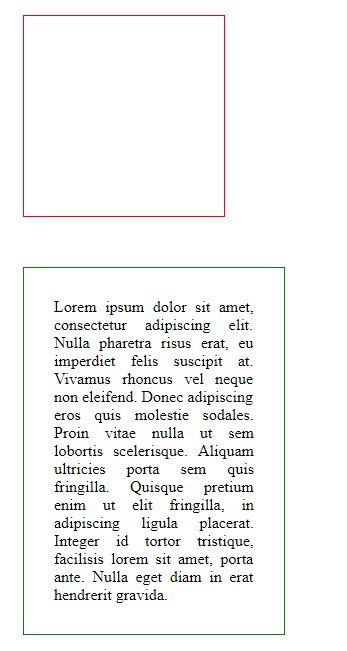 Lorem ipsum dolor sit amet,
consectetur adipiscing elit.
Nulla pharetra risus erat, eu
imperdiet felis suscipit at.
Vivamus rhoncus vel neque
non eleifend. Donec adipiscing
eros quis molestie sodales.
Proin vitae nulla ut sem
lobortis scelerisque. Aliquam
ultricies porta sem quis
fringilla. Quisque pretium
enim ut elit fringilla, in
adipiscing ligula placerat.
Integer id tortor tristique,
facilisis lorem sit amet, porta
ante. Nulla eget diam in erat
hendrerit gravida.